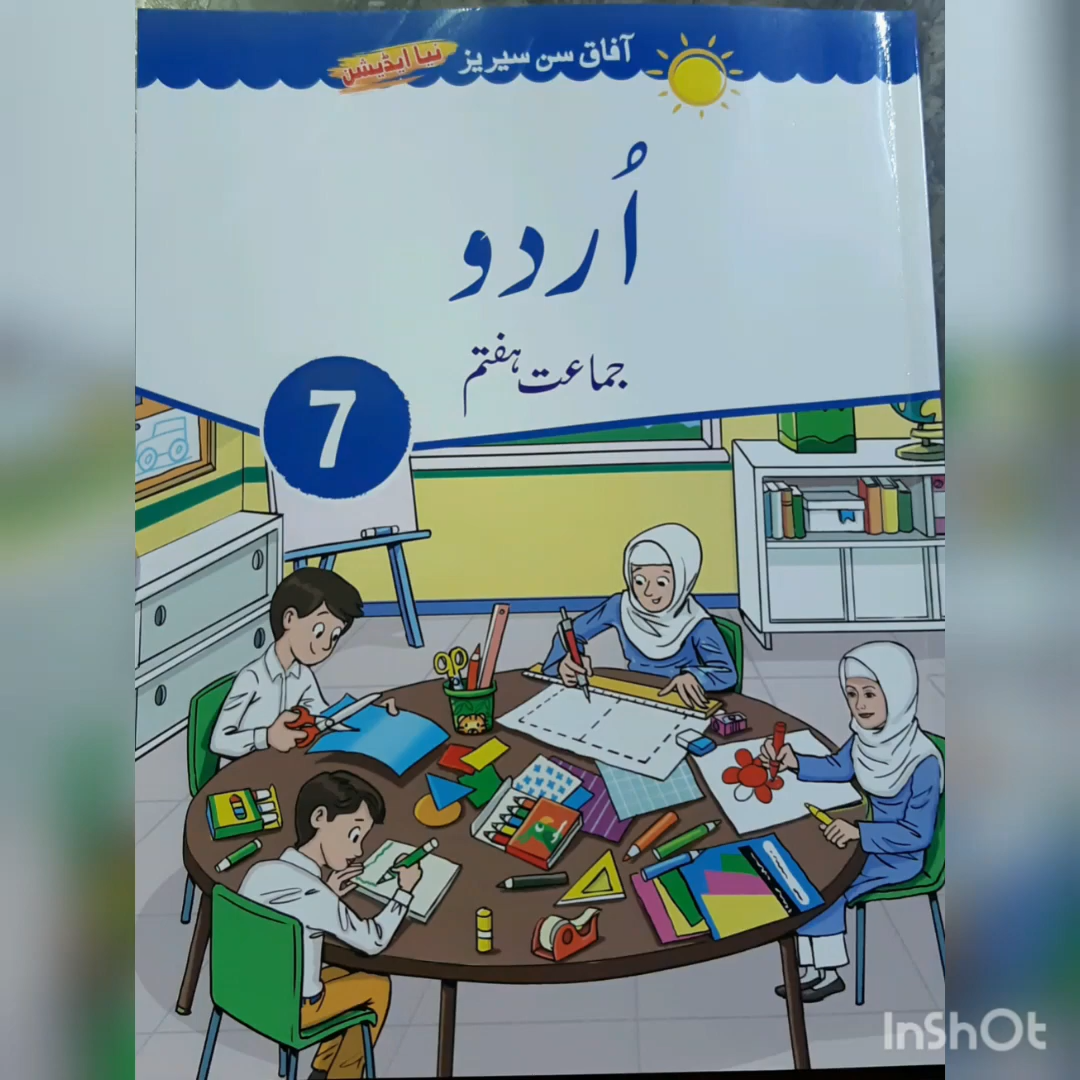 آفاق سن سیریز نیا ایڈیشن
اُردو
جماعت ہفتم
7
InShOt